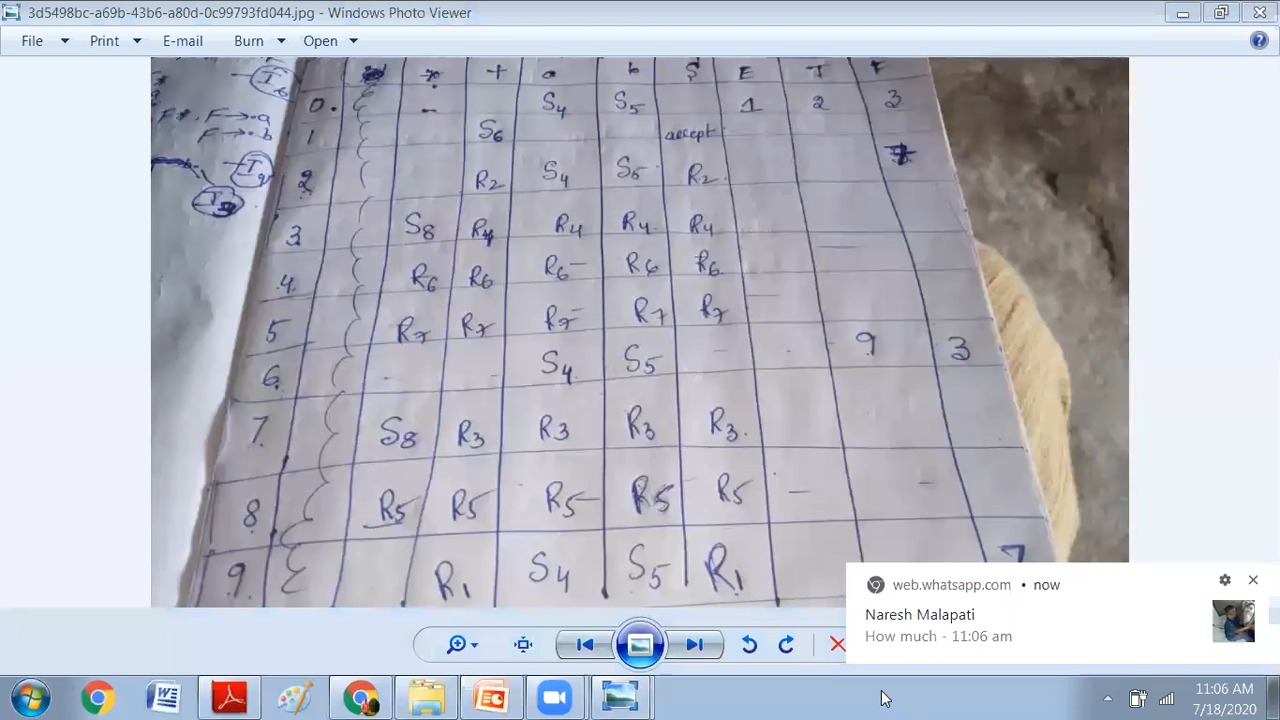 3d5498bc-a69b-43b6-a80d-0c99793fd044.jpg - Windows Photo Viewer
File Print E-mail Burn Open
* + a b $ E T F
0. - S4 S5 1 2 3
F → .a
F → .b
1 S6 accept
2 R2 S4 S5 R2 7
3 S8 R4 R4 R4 R4
4 R6 R6 R6 R6 R6
5 R7 R7 R7 R7 R7
6 S4 S5 9 3
7 S8 R3 R3 R3 R3
8 R5 R5 R5 R5 R5
9 R1 S4 S5 R1 7
web.whatsapp.com • now
Naresh Malapati
How much - 11:06 am
11:06 AM
7/18/2020